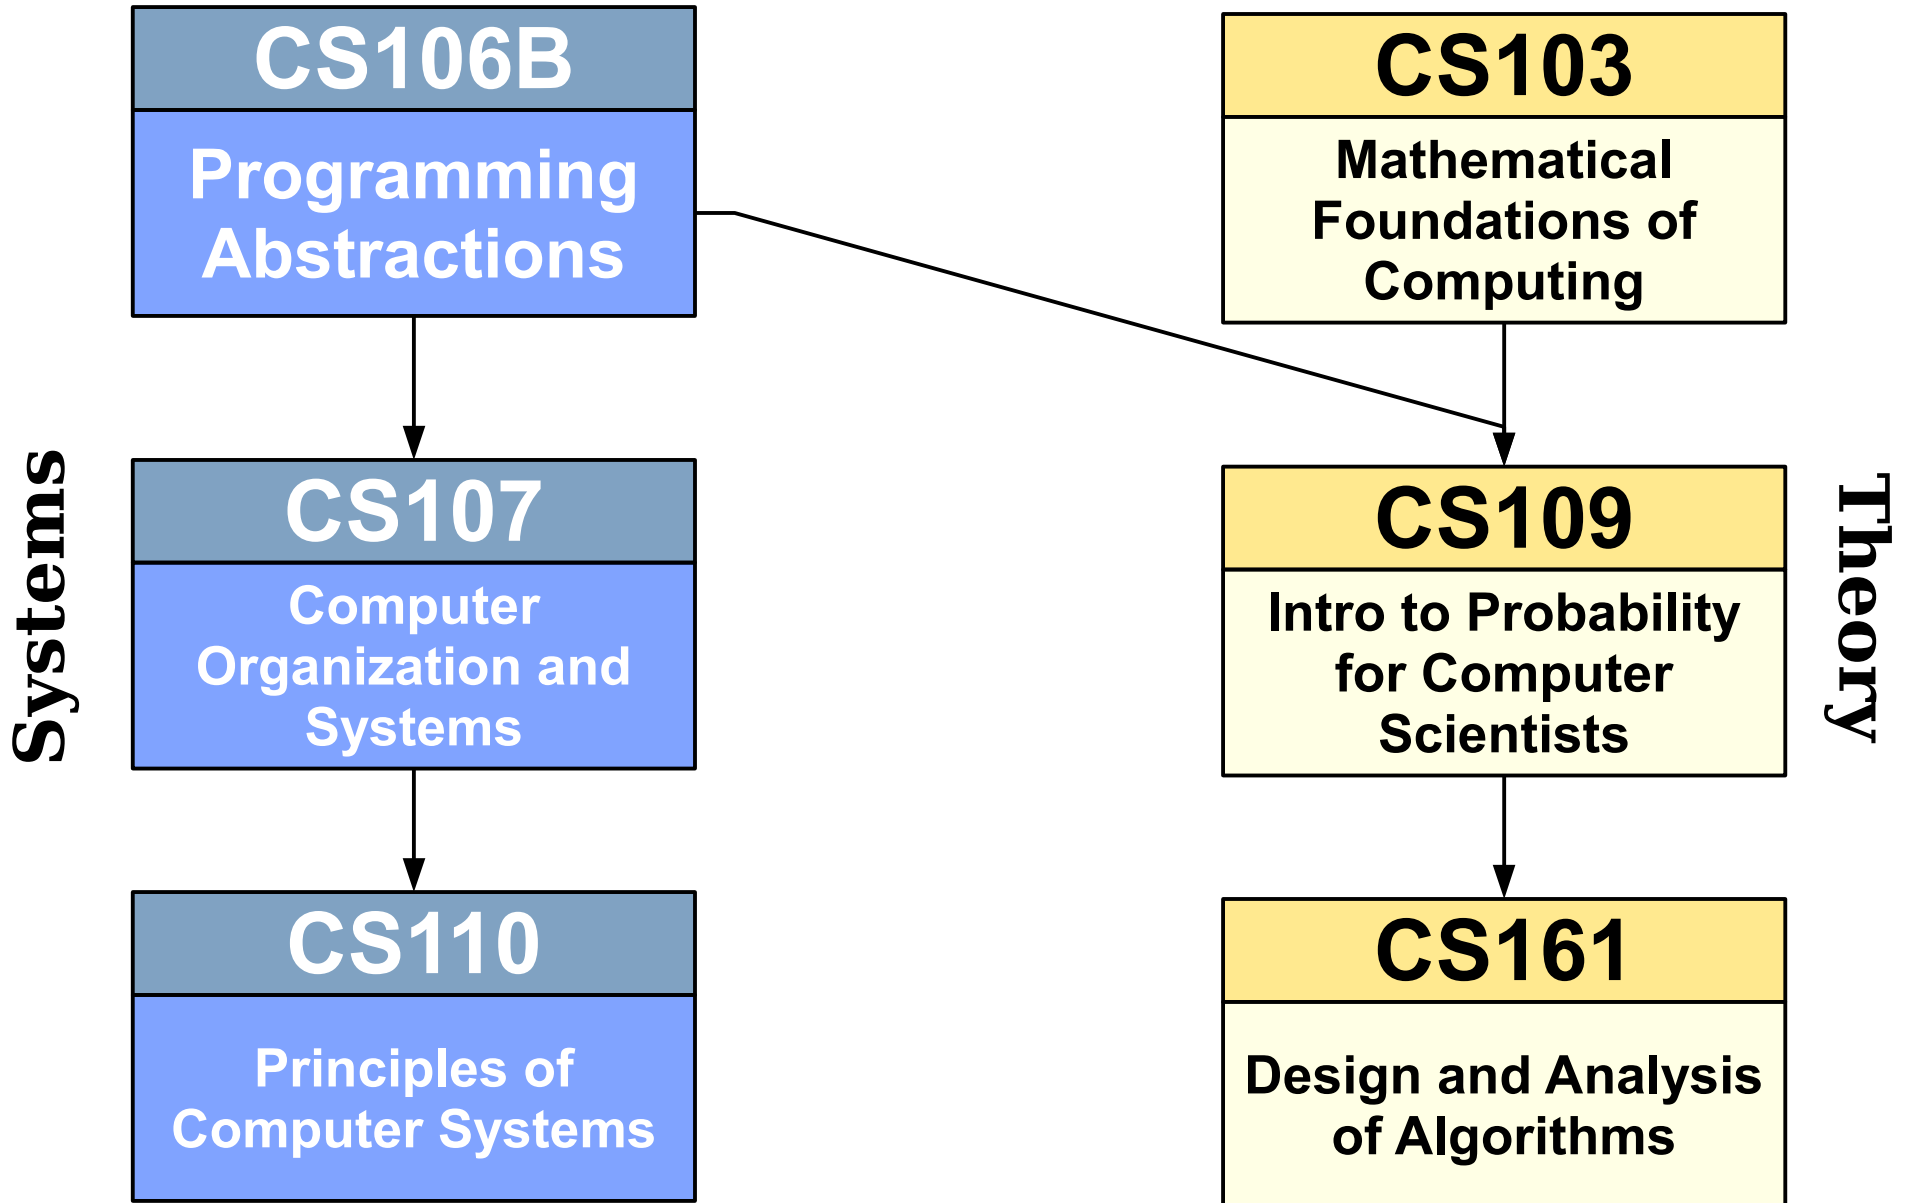 CS106B
Programming
Abstractions
CS103
Mathematical
Foundations of
Computing
Systems
CS107
Computer
Organization and
Systems
CS109
Intro to Probability
for Computer
Scientists
Theory
CS110
Principles of
Computer Systems
CS161
Design and Analysis
of Algorithms